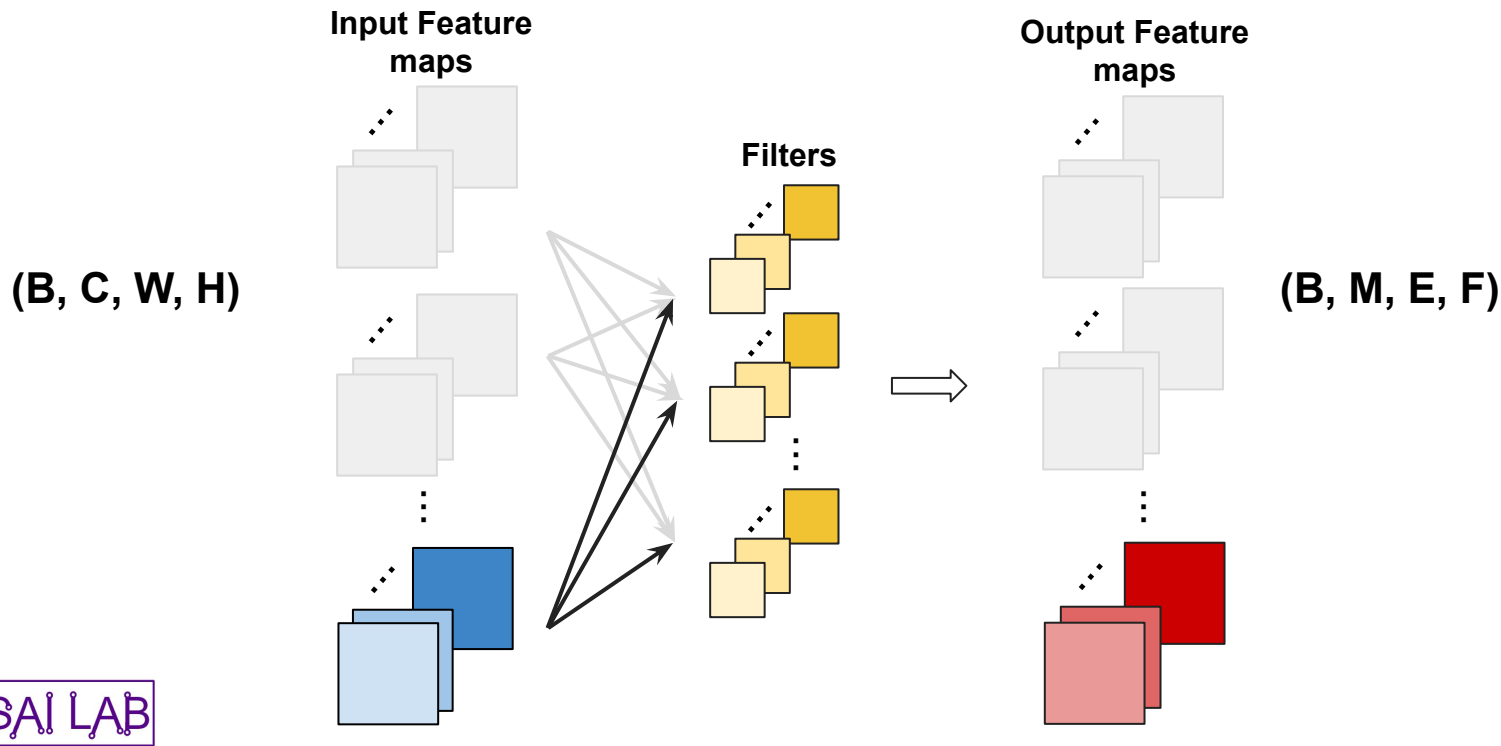 Input Feature
maps
Output Feature
maps
Filters
(B, C, W, H)
(B, M, E, F)
SAI LAB